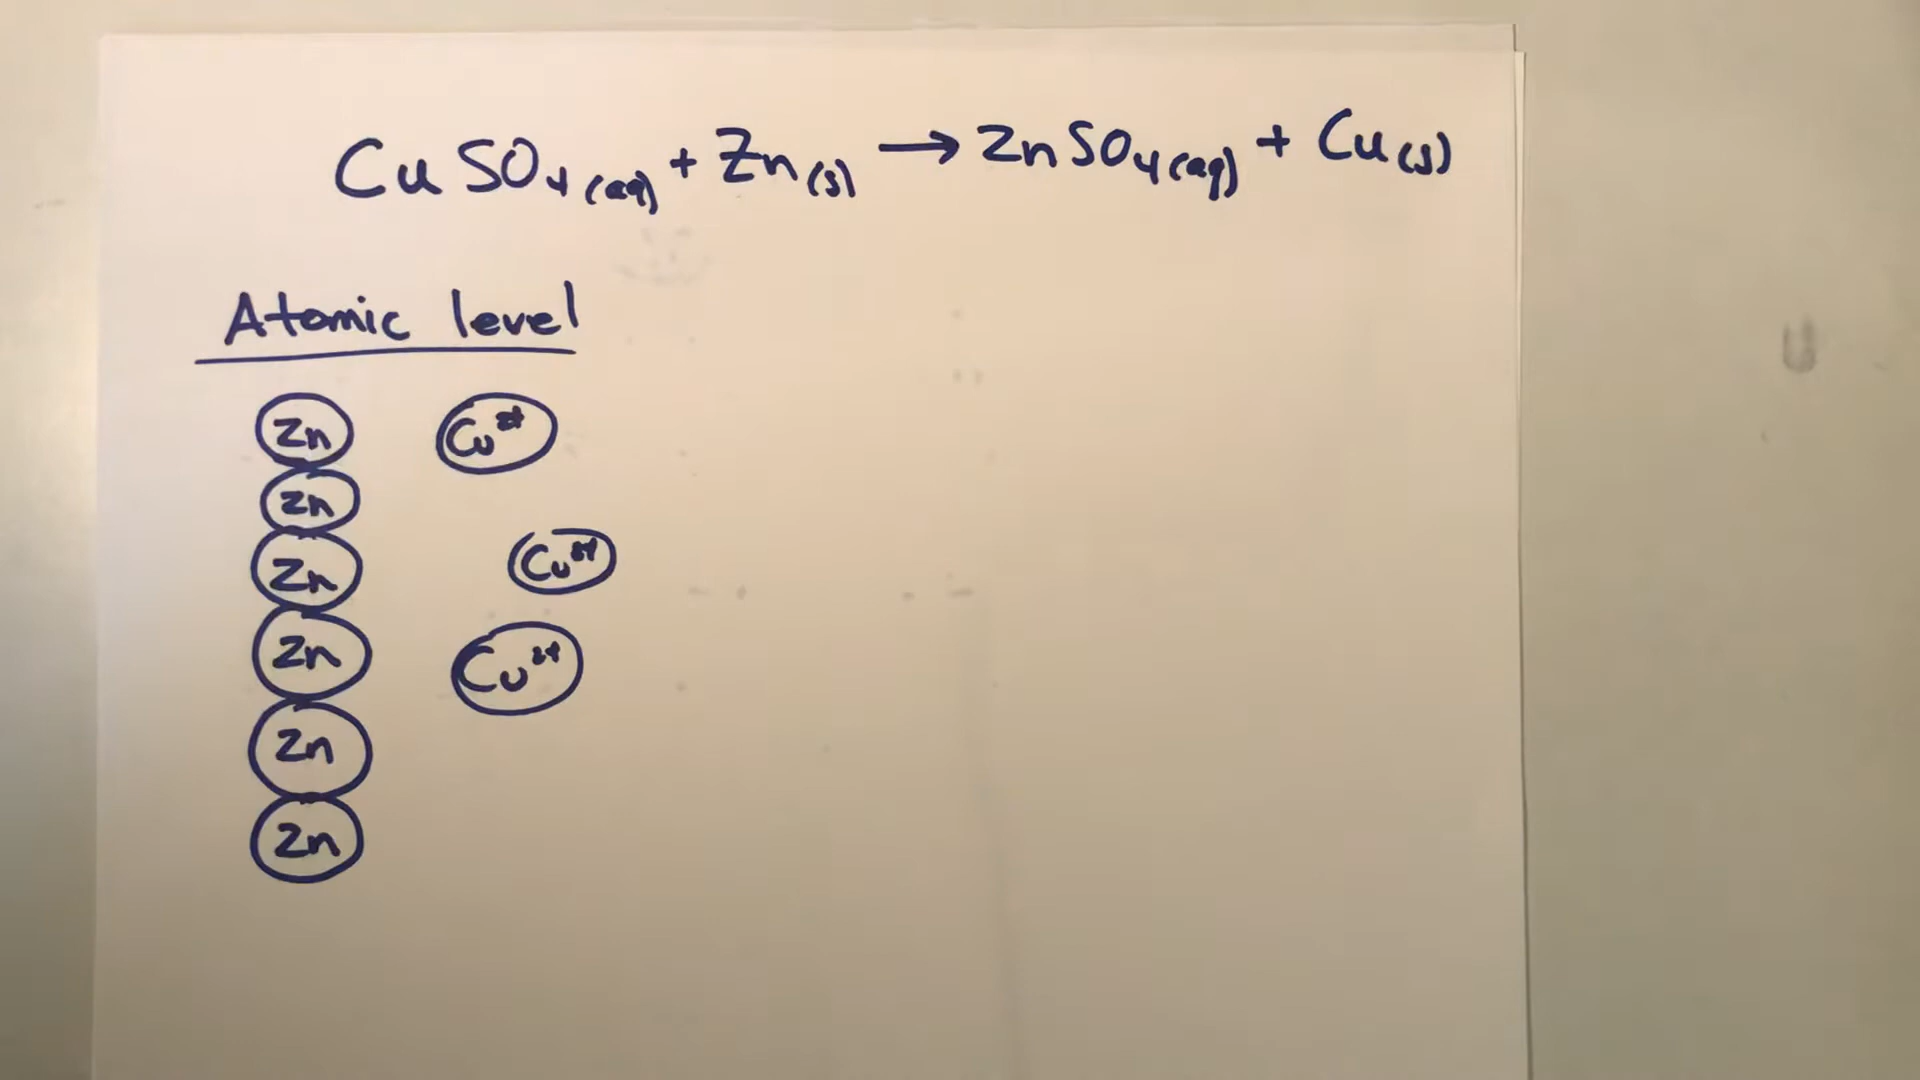 CuSO4(aq) + Zn(s) → ZnSO4(aq) + Cu(s)
Atomic level
Zn Cu2+
Zn
Zn Cu2+
Zn Cu2+
Zn
Zn